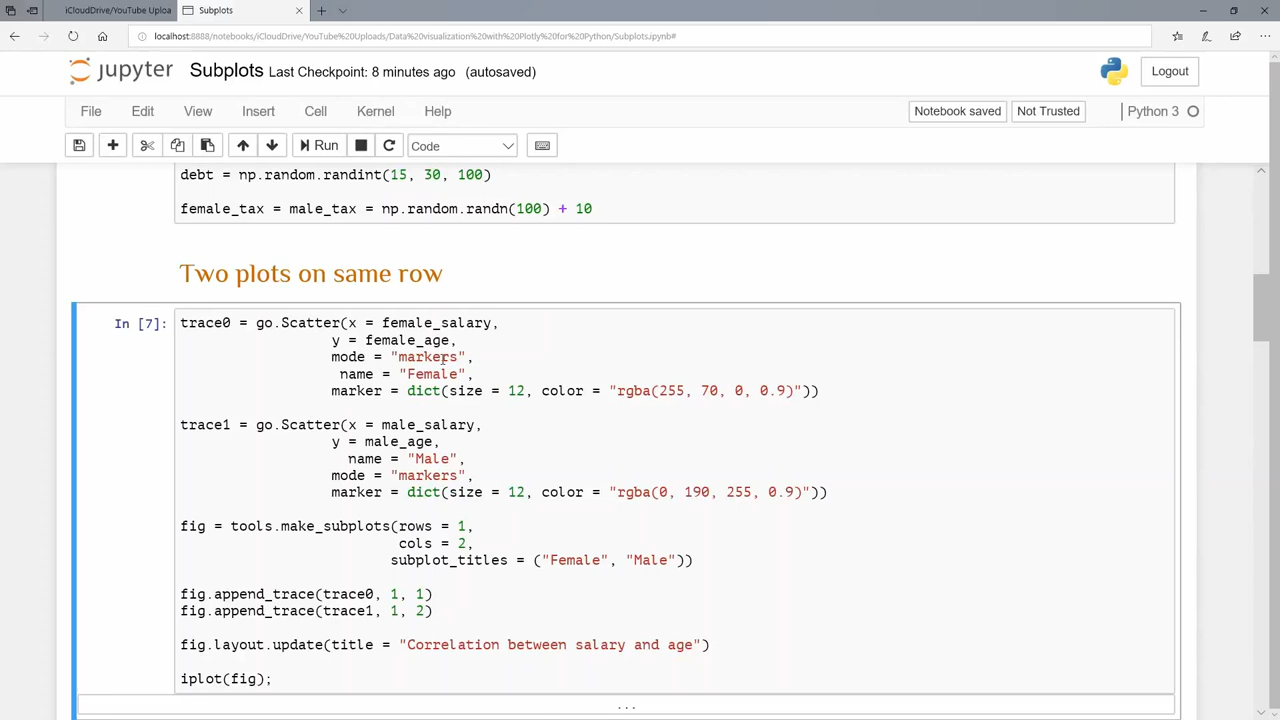 iCloudDrive/YouTube Uploa
Subplots
localhost:8888/notebooks/iCloudDrive/YouTube%20Uploads/Data%20visualization%20with%20Plotly%20for%20Python/Subplots.ipynb#
jupyter Subplots Last Checkpoint: 8 minutes ago (autosaved)
Logout
File Edit View Insert Cell Kernel Help
Notebook saved Not Trusted Python 3
Run Code
debt = np.random.randint(15, 30, 100)
female_tax = male_tax = np.random.randn(100) + 10
Two plots on same row
In [7]:
trace0 = go.Scatter(x = female_salary,
y = female_age,
mode = "markers",
name = "Female",
marker = dict(size = 12, color = "rgba(255, 70, 0, 0.9)"))
trace1 = go.Scatter(x = male_salary,
y = male_age,
name = "Male",
mode = "markers",
marker = dict(size = 12, color = "rgba(0, 190, 255, 0.9)"))
fig = tools.make_subplots(rows = 1,
cols = 2,
subplot_titles = ("Female", "Male"))
fig.append_trace(trace0, 1, 1)
fig.append_trace(trace1, 1, 2)
fig.layout.update(title = "Correlation between salary and age")
iplot(fig);
...